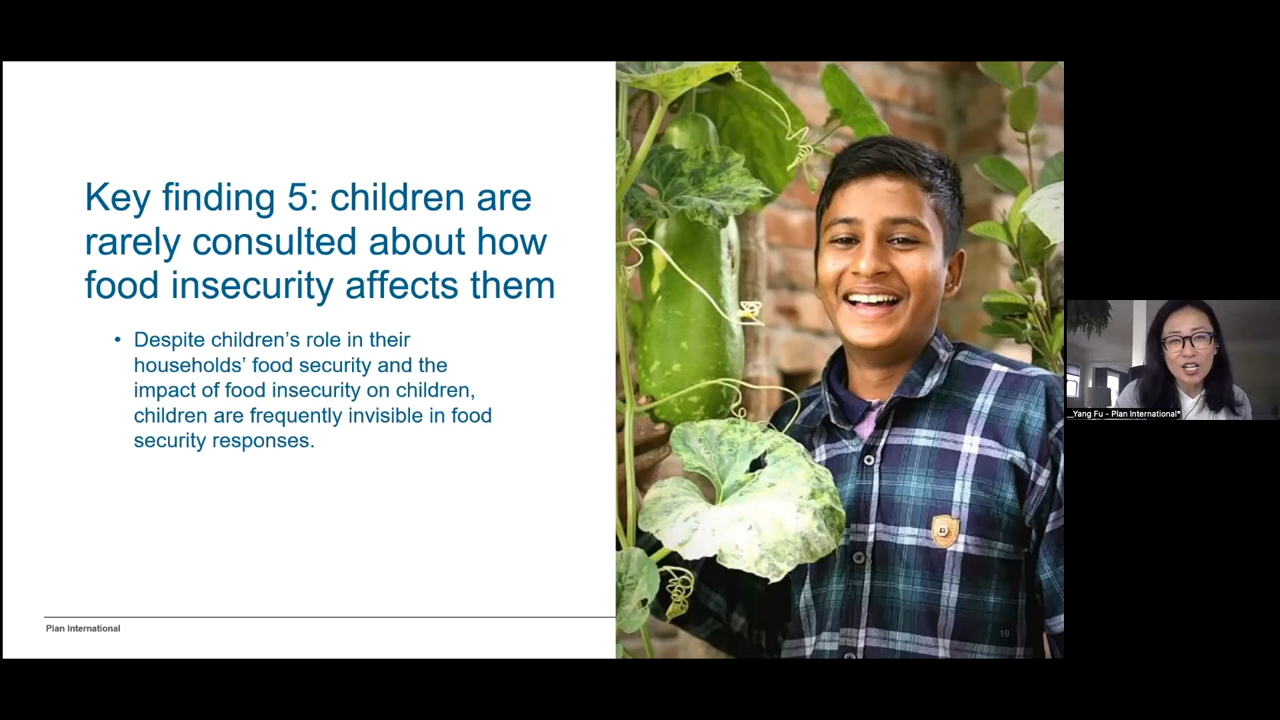 Key finding 5: children are
rarely consulted about how
food insecurity affects them
• Despite children’s role in their
households’ food security and the
impact of food insecurity on children,
children are frequently invisible in food
security responses.
Plan International
19
__Yang Fu - Plan International*